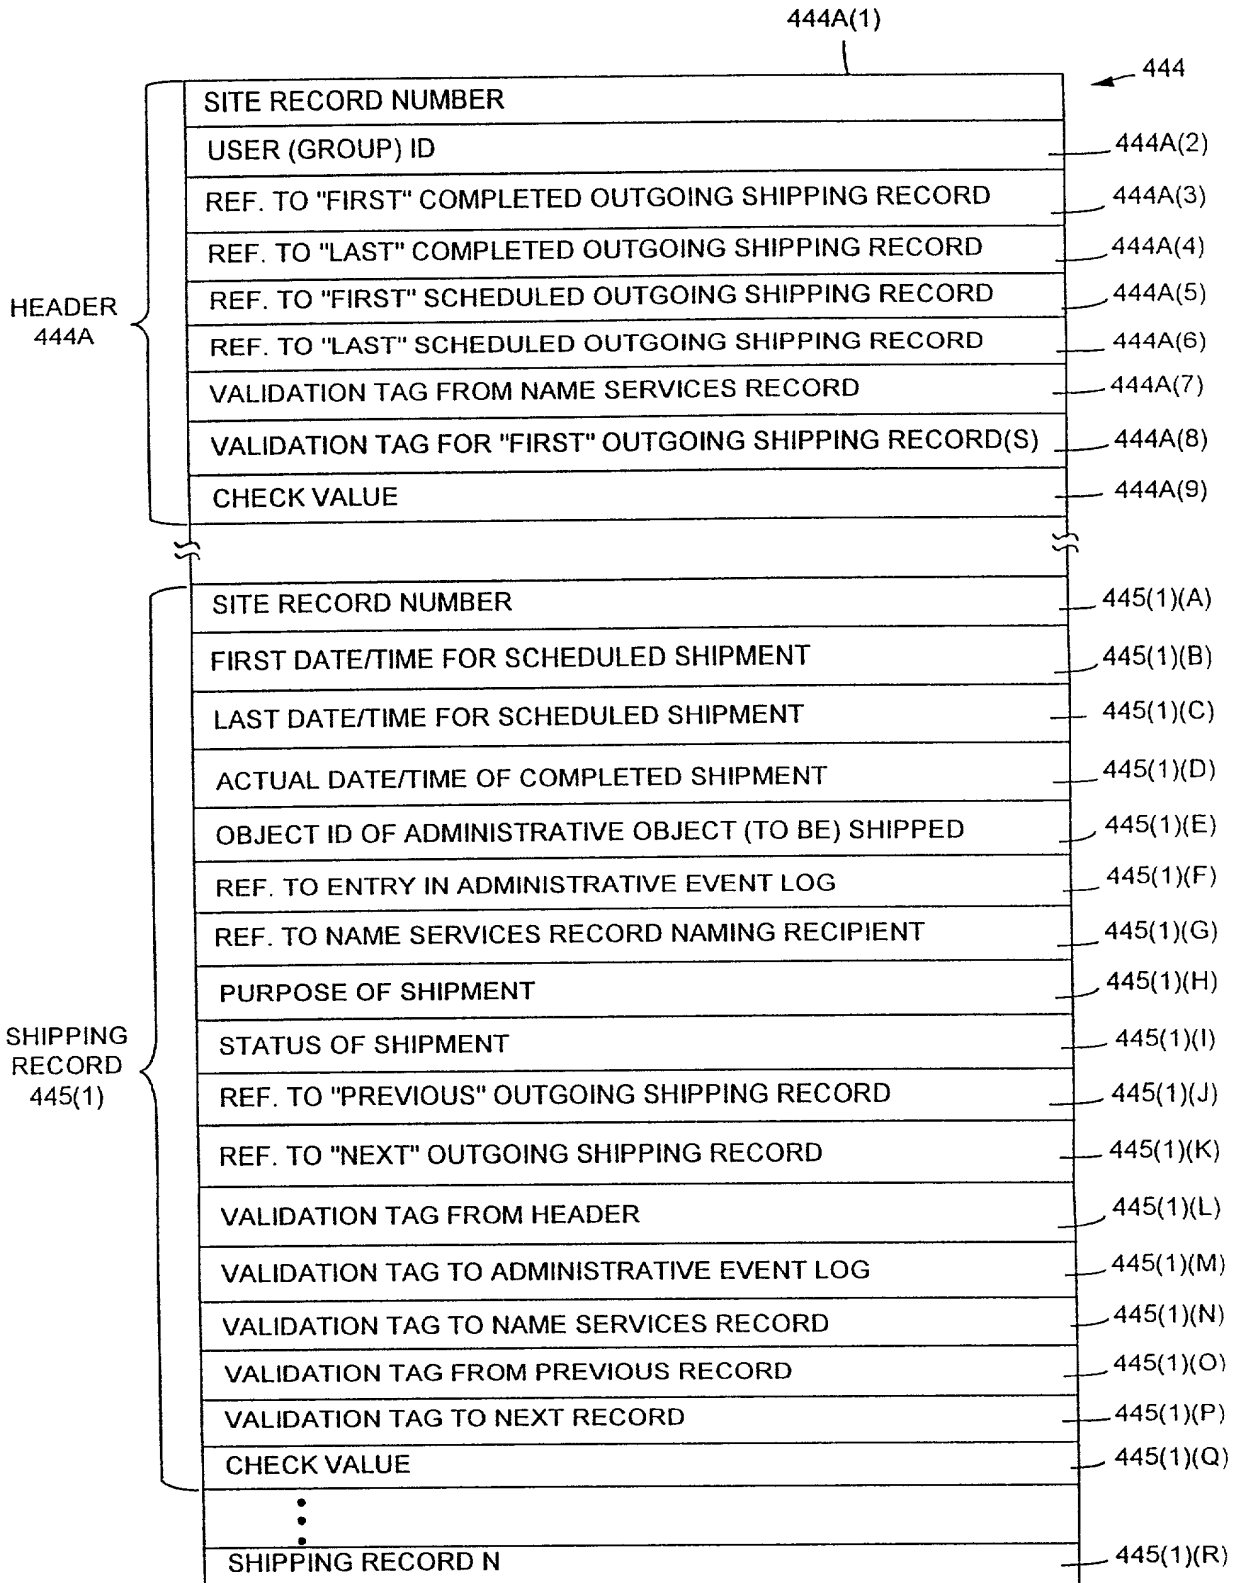 444A(1)
444
SITE RECORD NUMBER
USER (GROUP) ID 444A(2)
REF. TO "FIRST" COMPLETED OUTGOING SHIPPING RECORD 444A(3)
REF. TO "LAST" COMPLETED OUTGOING SHIPPING RECORD 444A(4)
REF. TO "FIRST" SCHEDULED OUTGOING SHIPPING RECORD 444A(5)
HEADER
444A
REF. TO "LAST" SCHEDULED OUTGOING SHIPPING RECORD 444A(6)
VALIDATION TAG FROM NAME SERVICES RECORD 444A(7)
VALIDATION TAG FOR "FIRST" OUTGOING SHIPPING RECORD(S) 444A(8)
CHECK VALUE 444A(9)
SITE RECORD NUMBER 445(1)(A)
FIRST DATE/TIME FOR SCHEDULED SHIPMENT 445(1)(B)
LAST DATE/TIME FOR SCHEDULED SHIPMENT 445(1)(C)
ACTUAL DATE/TIME OF COMPLETED SHIPMENT 445(1)(D)
OBJECT ID OF ADMINISTRATIVE OBJECT (TO BE) SHIPPED 445(1)(E)
REF. TO ENTRY IN ADMINISTRATIVE EVENT LOG 445(1)(F)
REF. TO NAME SERVICES RECORD NAMING RECIPIENT 445(1)(G)
PURPOSE OF SHIPMENT 445(1)(H)
STATUS OF SHIPMENT 445(1)(I)
SHIPPING
RECORD
445(1)
REF. TO "PREVIOUS" OUTGOING SHIPPING RECORD 445(1)(J)
REF. TO "NEXT" OUTGOING SHIPPING RECORD 445(1)(K)
VALIDATION TAG FROM HEADER 445(1)(L)
VALIDATION TAG TO ADMINISTRATIVE EVENT LOG 445(1)(M)
VALIDATION TAG TO NAME SERVICES RECORD 445(1)(N)
VALIDATION TAG FROM PREVIOUS RECORD 445(1)(O)
VALIDATION TAG TO NEXT RECORD 445(1)(P)
CHECK VALUE 445(1)(Q)
SHIPPING RECORD N 445(1)(R)